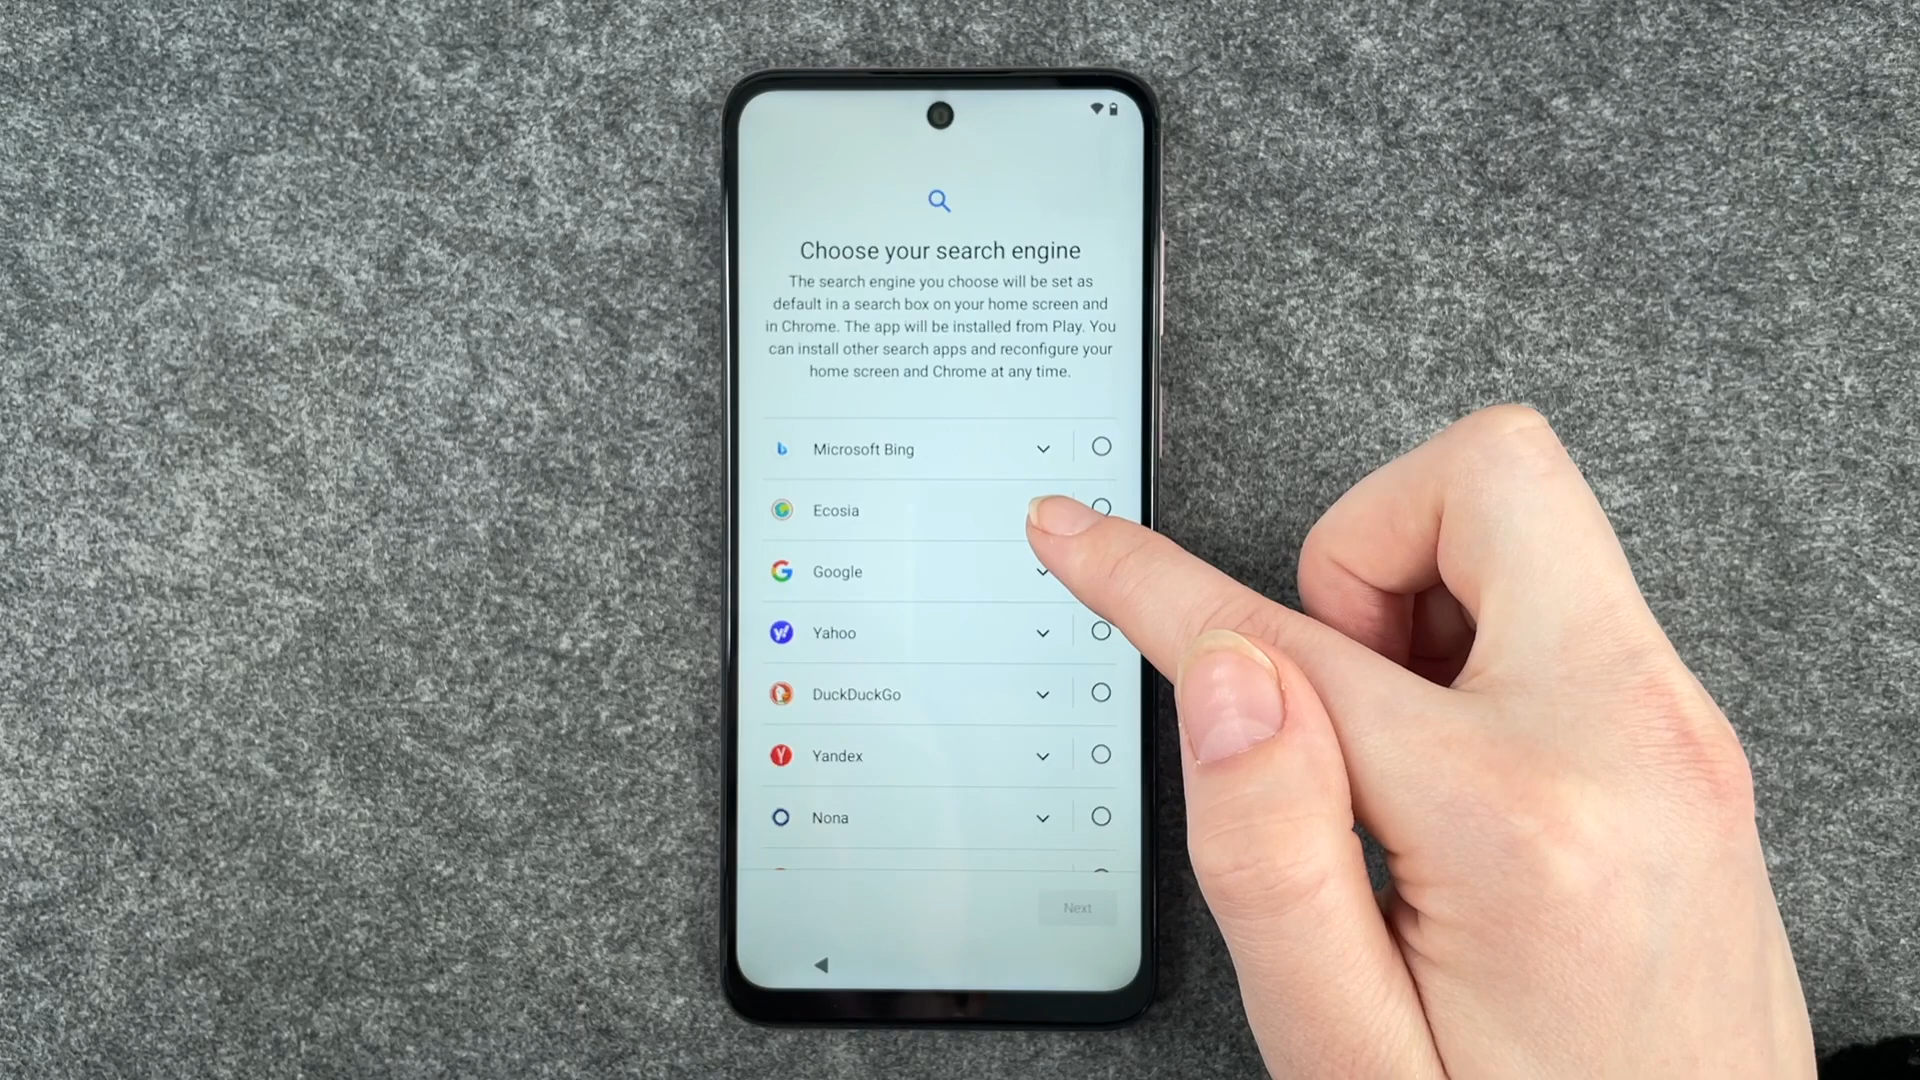 Choose your search engine
The search engine you choose will be set as
default in a search box on your home screen and
in Chrome. The app will be installed from Play. You
can install other search apps and reconfigure your
home screen and Chrome at any time.
Microsoft Bing
Ecosia
Google
Yahoo
DuckDuckGo
Yandex
Nona
Next